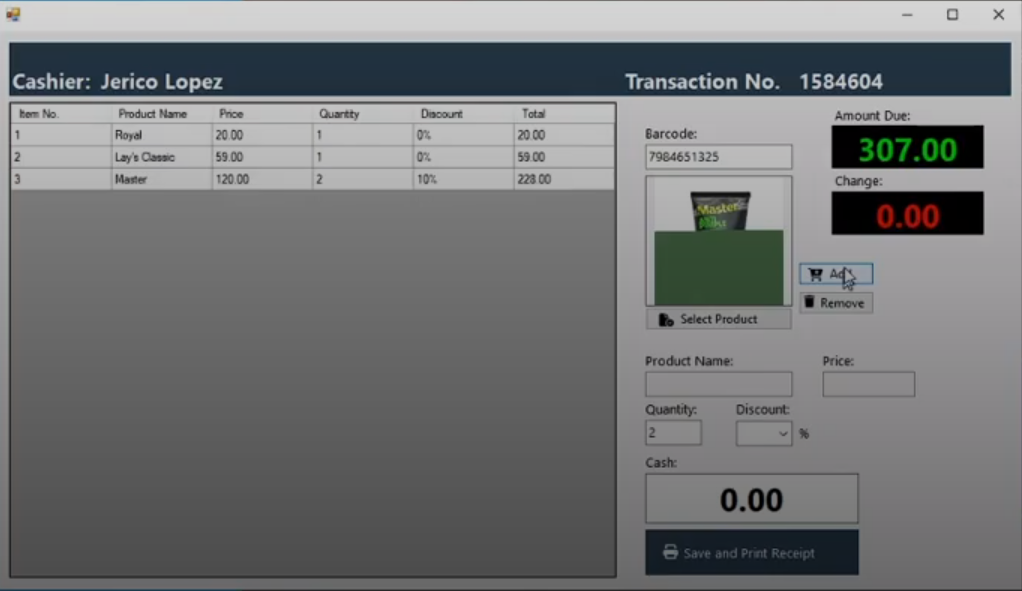 Cashier: Jerico Lopez
Transaction No. 1584604
Item No. Product Name Price Quantity Discount Total
1 Royal 20.00 1 0% 20.00
2 Lay's Classic 59.00 1 0% 59.00
3 Master 120.00 2 10% 228.00
Barcode:
7984651325
Amount Due:
307.00
Change:
0.00
Master
Remove
Select Product
Product Name: Price:
Quantity: Discount:
2 %
Cash:
0.00
Save and Print Receipt